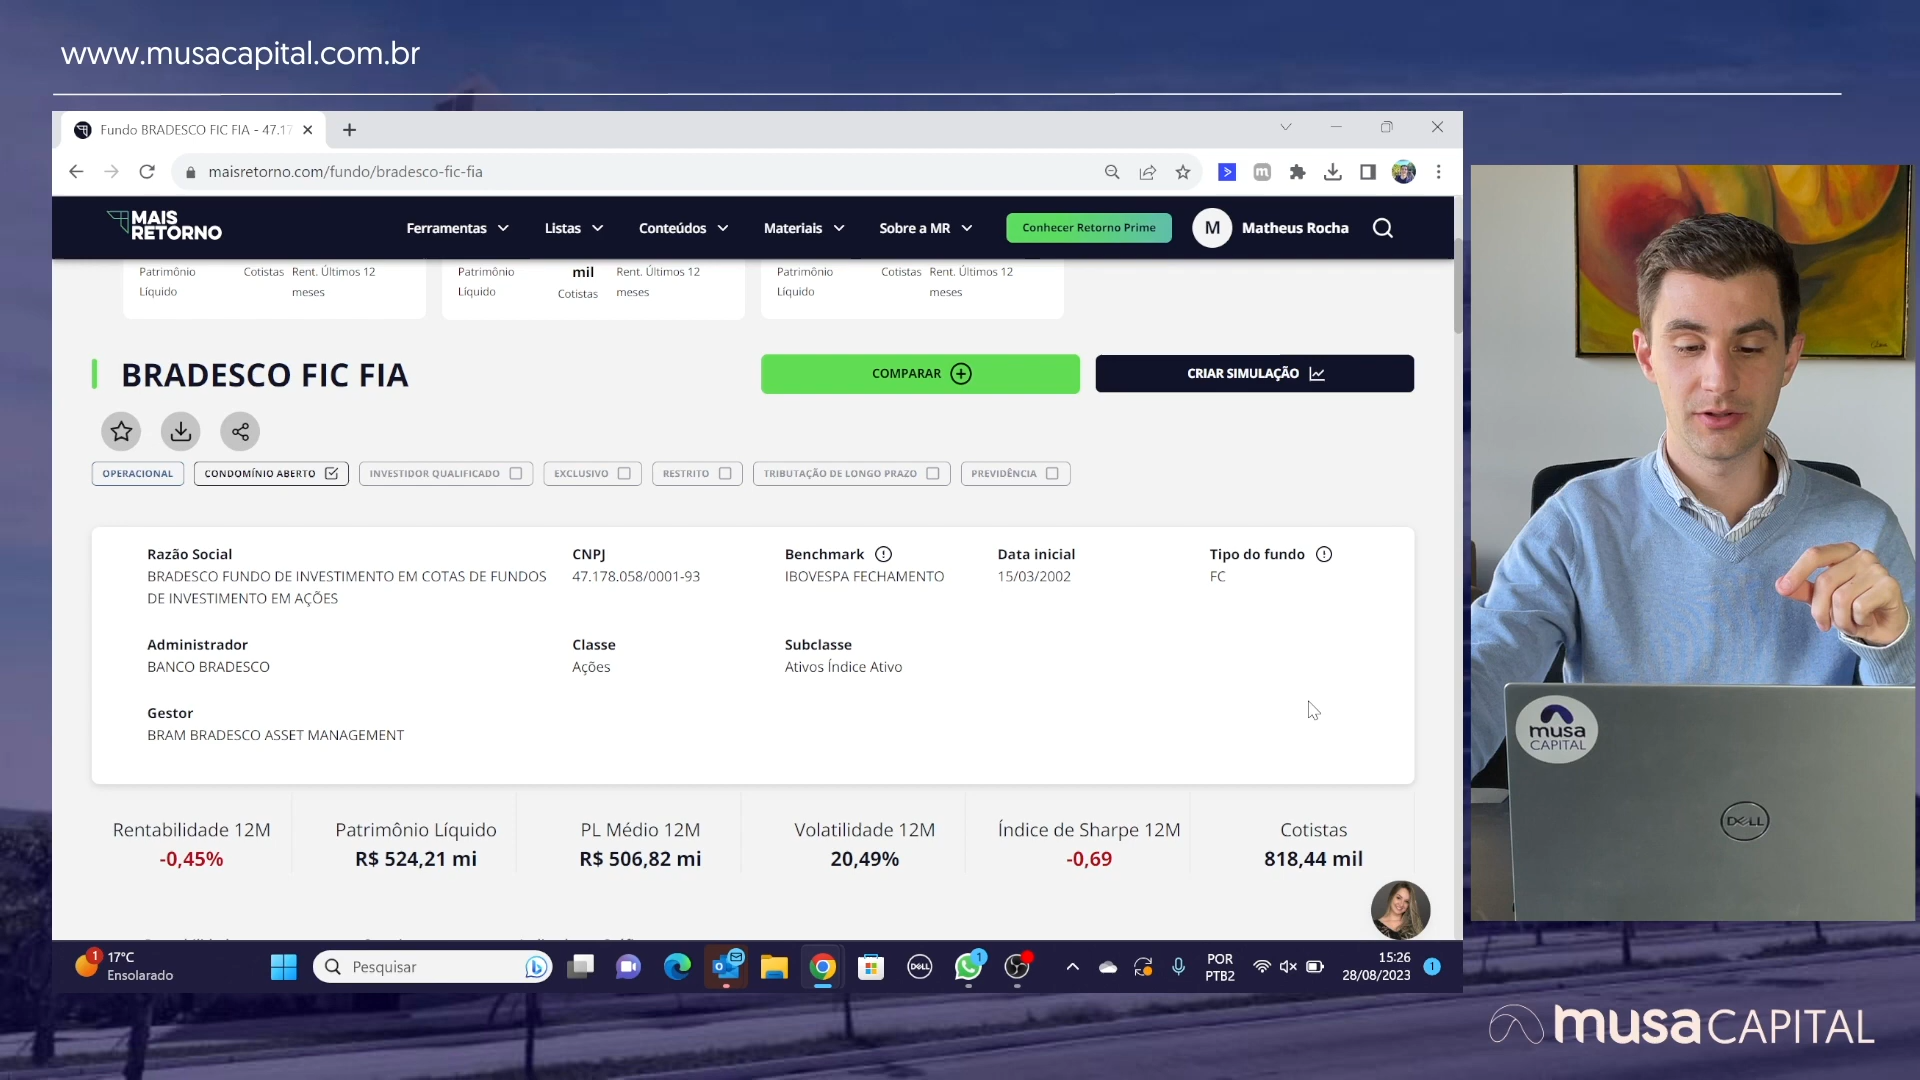 www.musacapital.com.br
Fundo BRADESCO FIC FIA - 47.17
maisretorno.com/fundo/bradesco-fic-fia
MAIS
RETORNO
Ferramentas
Listas
Conteúdos
Materiais
Sobre a MR
Conhecer Retorno Prime
M
Matheus Rocha
Patrimônio
Líquido
Cotistas
Rent. Últimos 12
meses
Patrimônio
Líquido
mil
Cotistas
Rent. Últimos 12
meses
Patrimônio
Líquido
Cotistas
Rent. Últimos 12
meses
BRADESCO FIC FIA
COMPARAR
CRIAR SIMULAÇÃO
OPERACIONAL
CONDOMÍNIO ABERTO
INVESTIDOR QUALIFICADO
EXCLUSIVO
RESTRITO
TRIBUTAÇÃO DE LONGO PRAZO
PREVIDÊNCIA
Razão Social
BRADESCO FUNDO DE INVESTIMENTO EM COTAS DE FUNDOS
DE INVESTIMENTO EM AÇÕES
CNPJ
47.178.058/0001-93
Benchmark
IBOVESPA FECHAMENTO
Data inicial
15/03/2002
Tipo do fundo
FC
Administrador
BANCO BRADESCO
Classe
Ações
Subclasse
Ativos Índice Ativo
Gestor
BRAM BRADESCO ASSET MANAGEMENT
Rentabilidade 12M
-0,45%
Patrimônio Líquido
R$ 524,21 mi
PL Médio 12M
R$ 506,82 mi
Volatilidade 12M
20,49%
Índice de Sharpe 12M
-0,69
Cotistas
818,44 mil
1
17°C
Ensolarado
Pesquisar
DELL
1
POR
PTB2
15:26
28/08/2023
1
musa
CAPITAL
DELL
musa CAPITAL